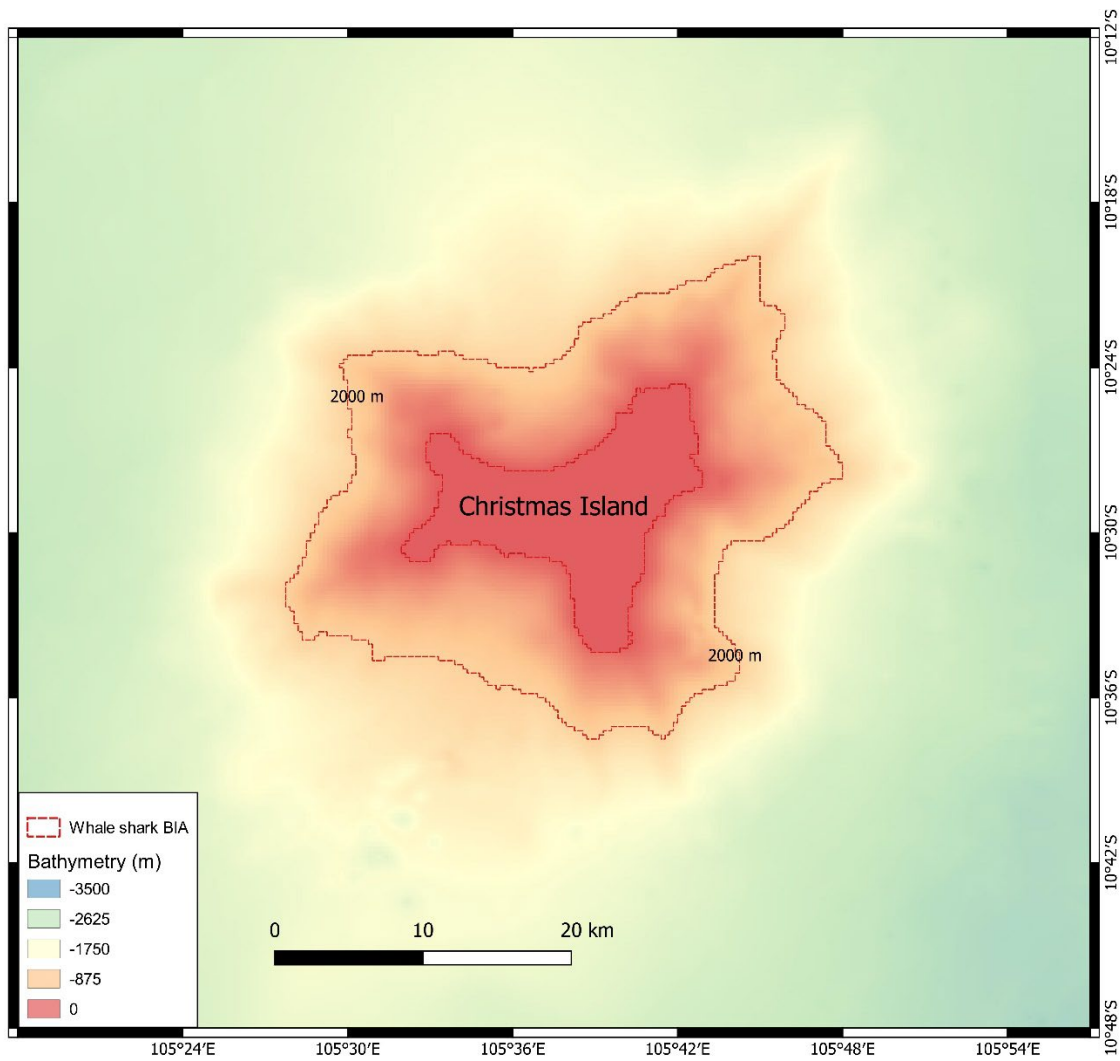 10°12'S
10°18'S
10°24'S
2000 m
Christmas Island
10°30'S
2000 m
10°36'S
Whale shark BIA
Bathymetry (m)
-3500
-2625
-1750
-875
0
10°42'S
0 10 20 km
10°48'S
105°24'E 105°30'E 105°36'E 105°42'E 105°48'E 105°54'E